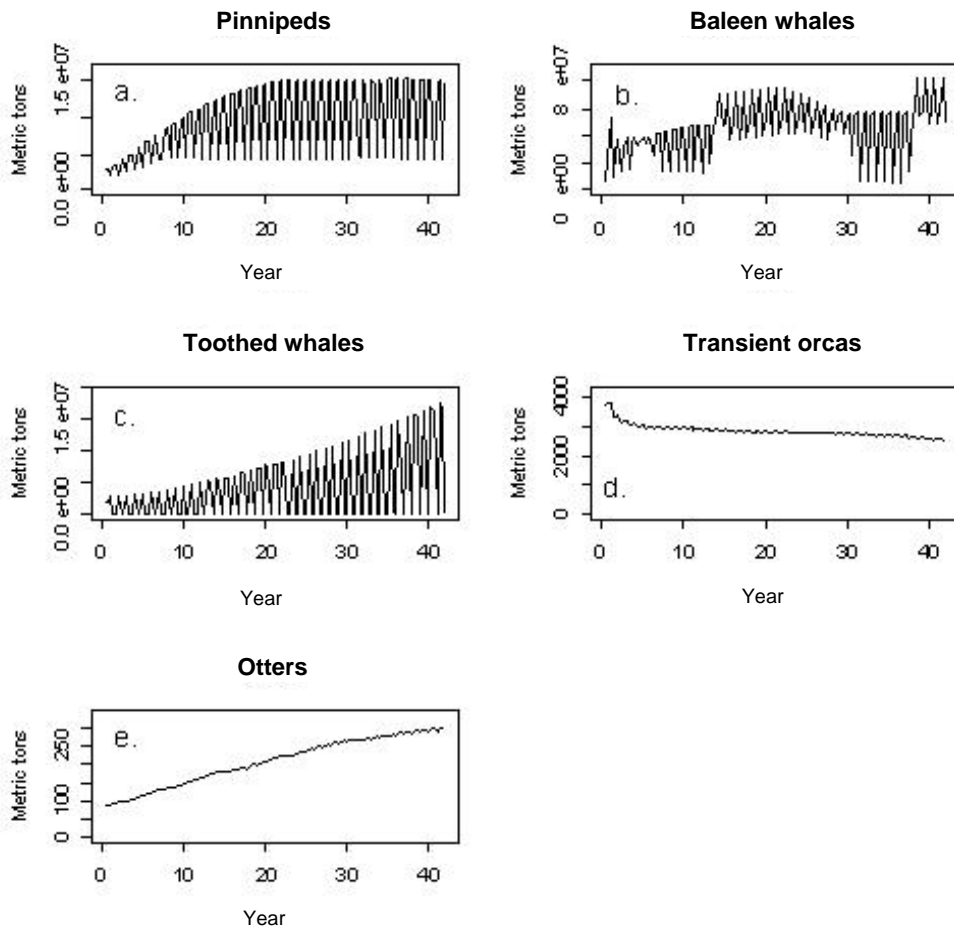 Pinnipeds
a.
Metric tons
0.0 e+00 1.5 e+07
0 10 20 30 40
Year
Baleen whales
b.
Metric tons
0 e+00 8 e+07
0 10 20 30 40
Year
Toothed whales
c.
Metric tons
0.0 e+00 1.5 e+07
0 10 20 30 40
Year
Transient orcas
d.
Metric tons
0 2000 4000
0 10 20 30 40
Year
Otters
e.
Metric tons
0 100 250
0 10 20 30 40
Year